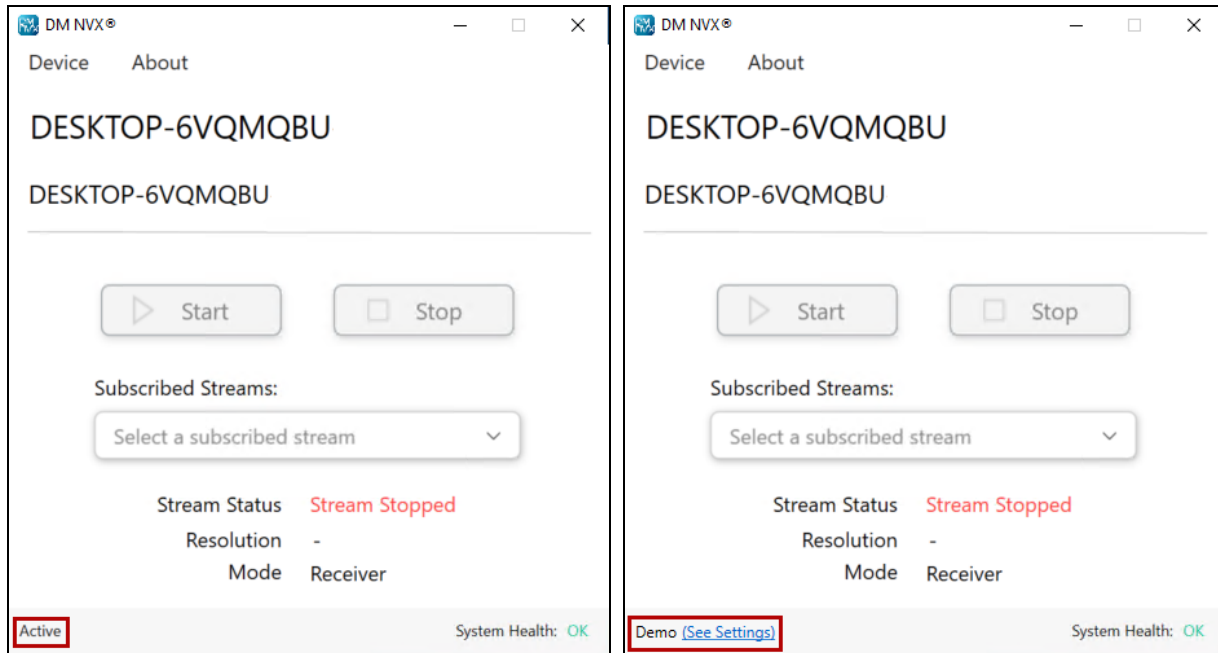 DM NVX®
Device About
DESKTOP-6VQMQBU
DESKTOP-6VQMQBU
Start Stop
Subscribed Streams:
Select a subscribed stream
Stream Status Stream Stopped
Resolution -
Mode Receiver
Active System Health: OK
DM NVX®
Device About
DESKTOP-6VQMQBU
DESKTOP-6VQMQBU
Start Stop
Subscribed Streams:
Select a subscribed stream
Stream Status Stream Stopped
Resolution -
Mode Receiver
Demo (See Settings) System Health: OK